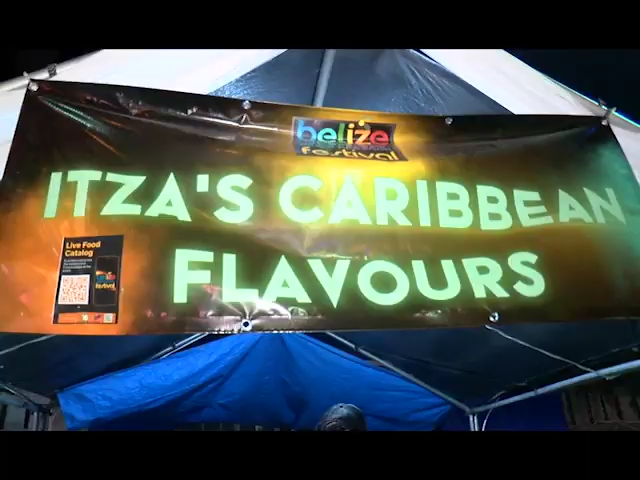 belize
festival
ITZA'S CARIBBEAN
FLAVOURS
Live Food
Catalog